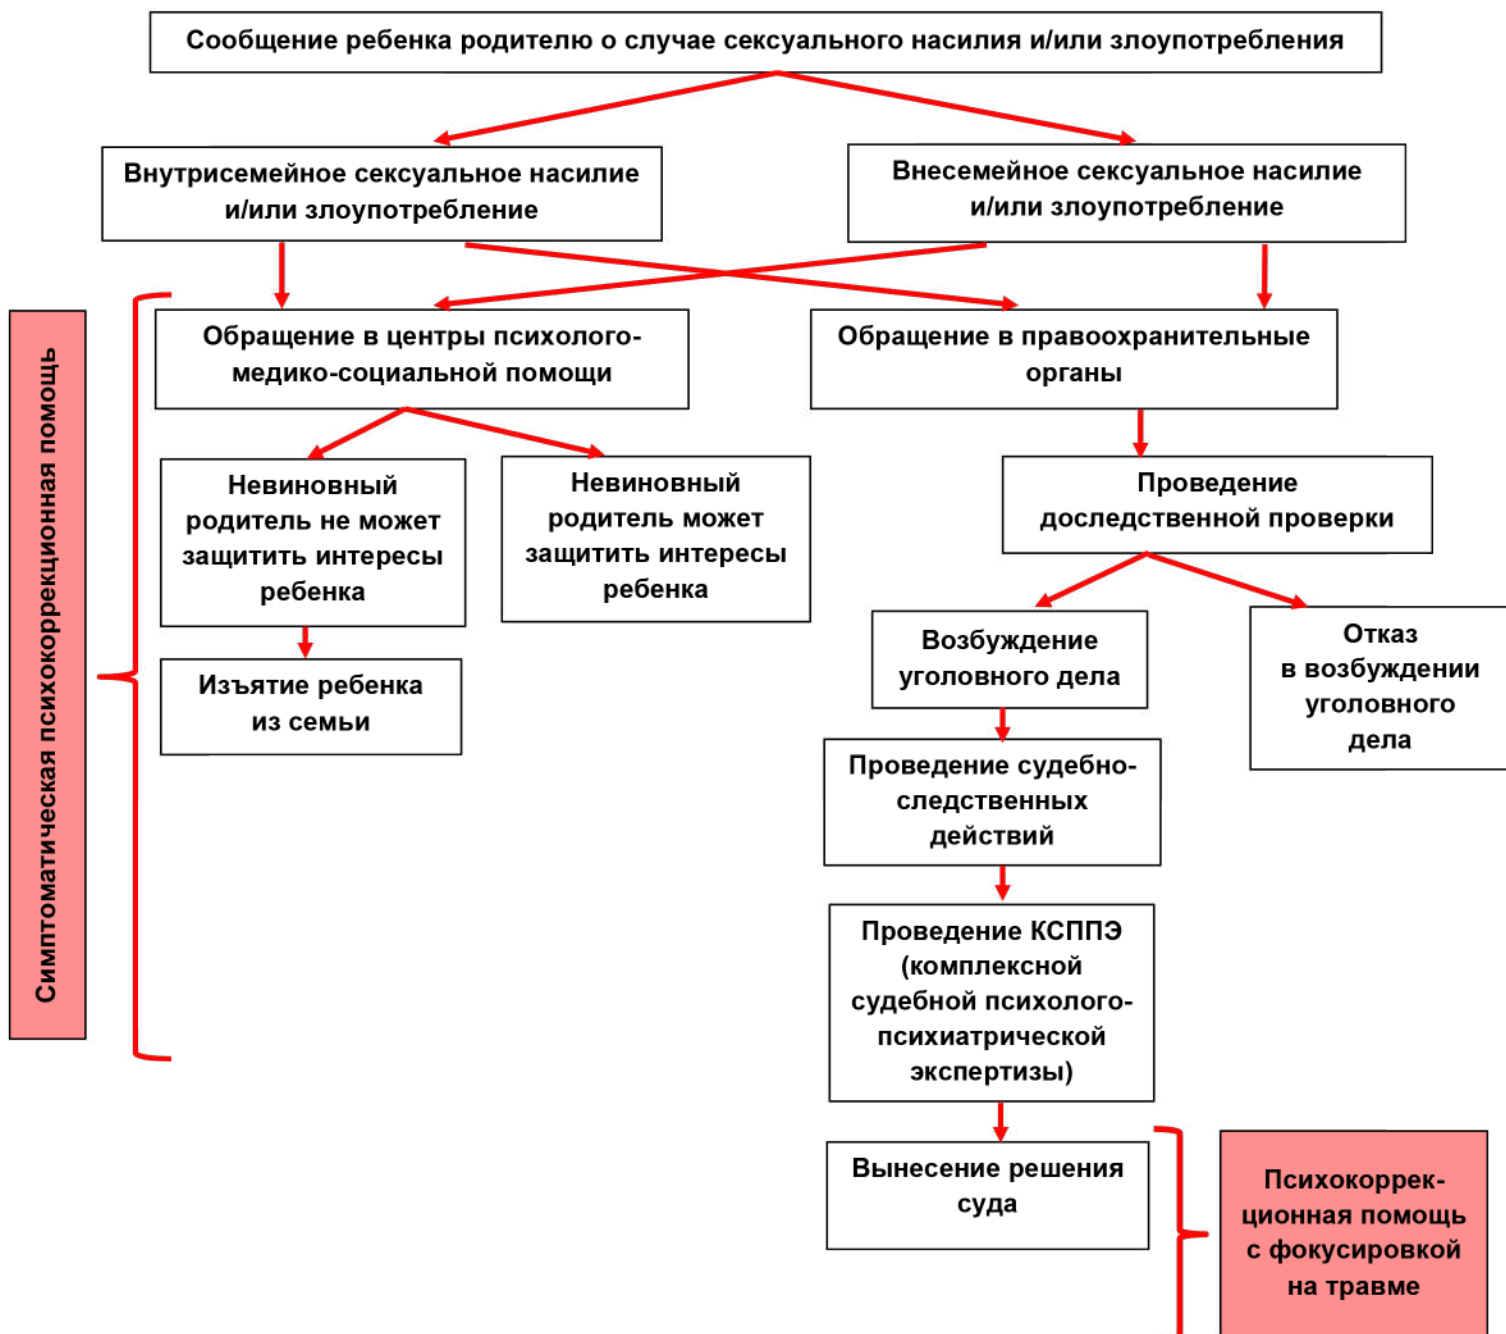 Сообщение ребенка родителю о случае сексуального насилия и/или злоупотребления
Внутрисемейное сексуальное насилие
и/или злоупотребление
Внесемейное сексуальное насилие
и/или злоупотребление
Симптоматическая психокоррекционная помощь
Обращение в центры психолого-
медико-социальной помощи
Обращение в правоохранительные
органы
Невиновный
родитель не может
защитить интересы
ребенка
Невиновный
родитель может
защитить интересы
ребенка
Проведение
доследственной проверки
Изъятие ребенка
из семьи
Возбуждение
уголовного дела
Отказ
в возбуждении
уголовного
дела
Проведение судебно-
следственных
действий
Проведение КСППЭ
(комплексной
судебной психолого-
психиатрической
экспертизы)
Вынесение решения
суда
Психокоррек-
ционная помощь
с фокусировкой
на травме